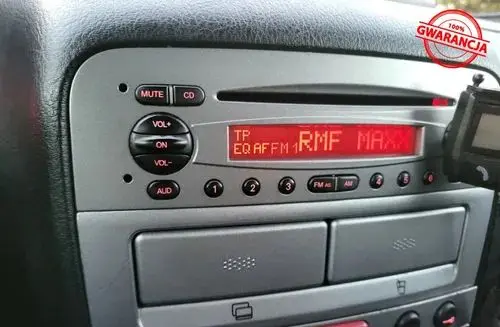 100%
GWARANCJA
MUTE
CD
VOL+
ON
VOL-
AUD
TP
EQ AF FM1 RMF MAXX
1 2 3 FM AS AM